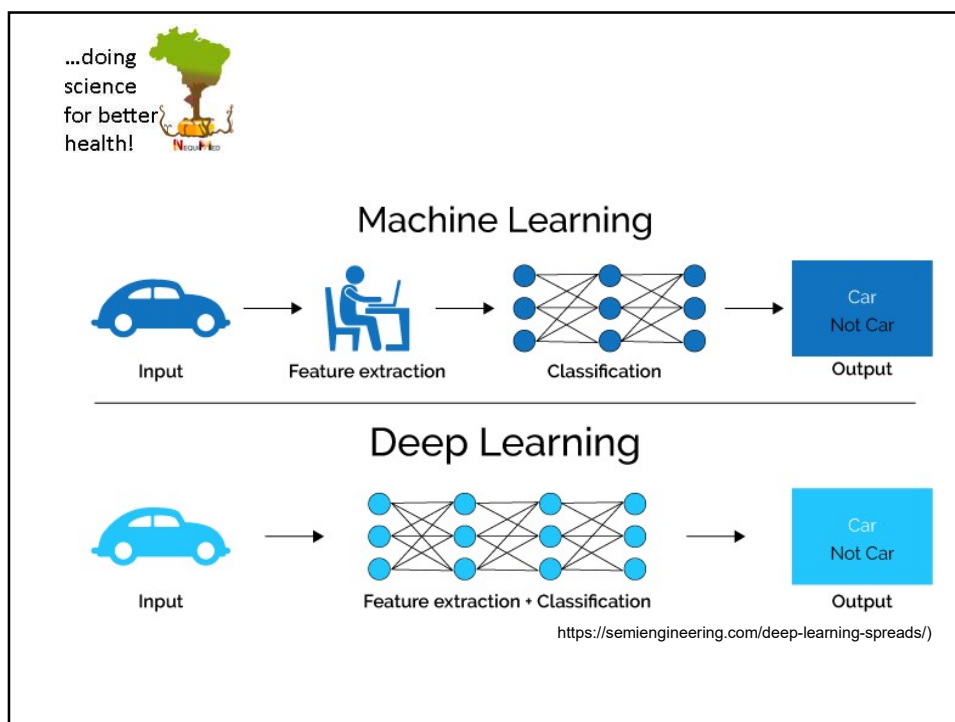 ...doing
science
for better
health!
NEQUIMED
Machine Learning
Input
Feature extraction
Classification
Car
Not Car
Output
Deep Learning
Input
Feature extraction + Classification
Car
Not Car
Output
https://semiengineering.com/deep-learning-spreads/)